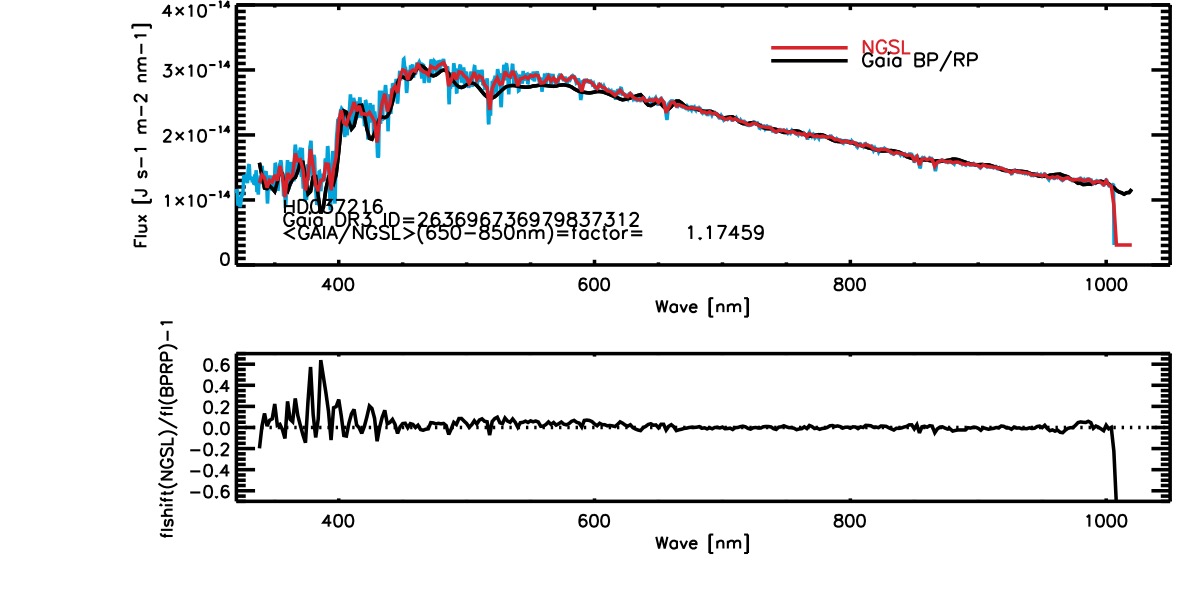 4×10−14
3×10−14
2×10−14
1×10−14
0
Flux [J s−1 m−2 nm−1]
NGSL
Gaia BP/RP
HD037216
Gaia DR3 ID=263696736979837312
<GAIA/NGSL>(650−850nm)=factor= 1.17459
400 600 800 1000
Wave [nm]
flshift(NGSL)/fl(BPRP)−1
0.6
0.4
0.2
0.0
−0.2
−0.4
−0.6
400 600 800 1000
Wave [nm]